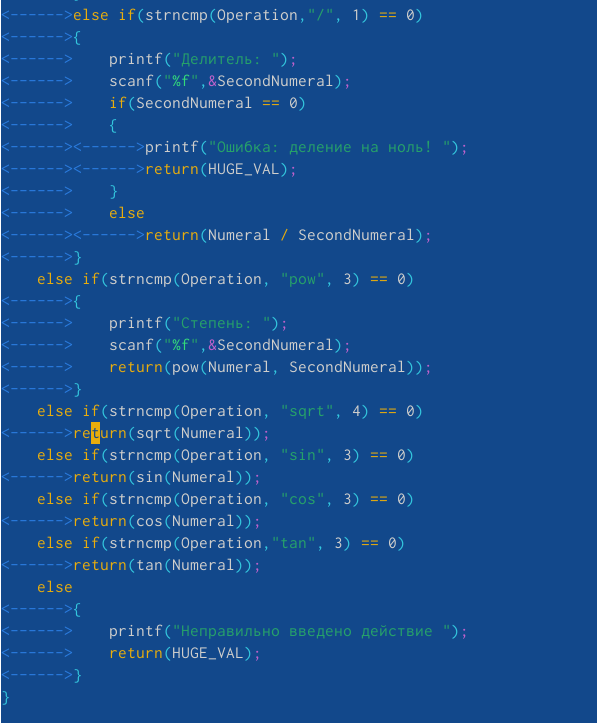 <------>else if(strncmp(Operation,"/", 1) == 0)
<------>{
<------>    printf("Делитель: ");
<------>    scanf("%f",&SecondNumeral);
<------>    if(SecondNumeral == 0)
<------>    {
<------><------>printf("Ошибка: деление на ноль! ");
<------><------>return(HUGE_VAL);
<------>    }
<------>    else
<------><------>return(Numeral / SecondNumeral);
<------>}
    else if(strncmp(Operation, "pow", 3) == 0)
<------>{
<------>    printf("Степень: ");
<------>    scanf("%f",&SecondNumeral);
<------>    return(pow(Numeral, SecondNumeral));
<------>}
    else if(strncmp(Operation, "sqrt", 4) == 0)
<------>return(sqrt(Numeral));
    else if(strncmp(Operation, "sin", 3) == 0)
<------>return(sin(Numeral));
    else if(strncmp(Operation, "cos", 3) == 0)
<------>return(cos(Numeral));
    else if(strncmp(Operation,"tan", 3) == 0)
<------>return(tan(Numeral));
    else
<------>{
<------>    printf("Неправильно введено действие ");
<------>    return(HUGE_VAL);
<------>}
}